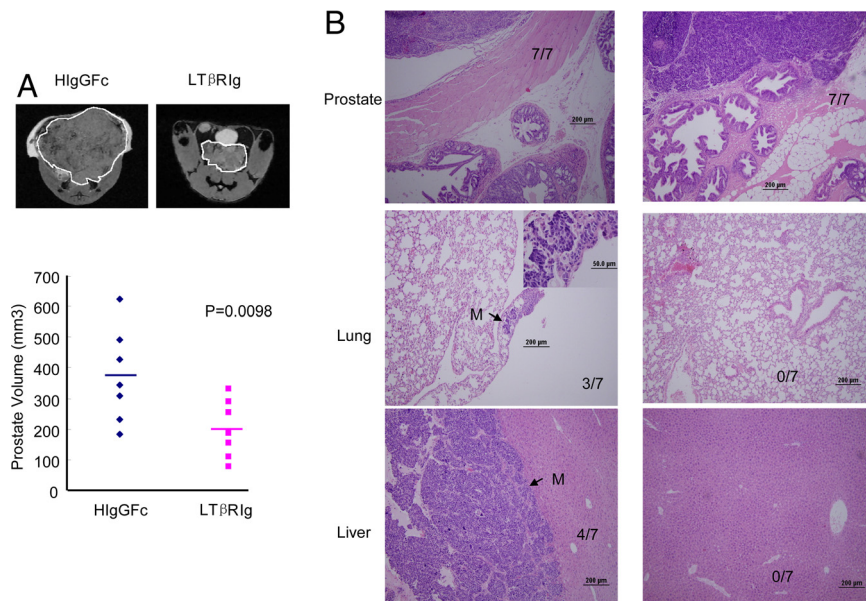 A
HIgGFc
LTβRIg
700
600
500
400
300
200
100
0
Prostate Volume (mm3)
P=0.0098
HIgGFc
LTβRIg
B
Prostate
7/7
200 µm
7/7
200 µm
Lung
50.0 µm
M
200 µm
3/7
0/7
200 µm
Liver
M
4/7
200 µm
0/7
200 µm